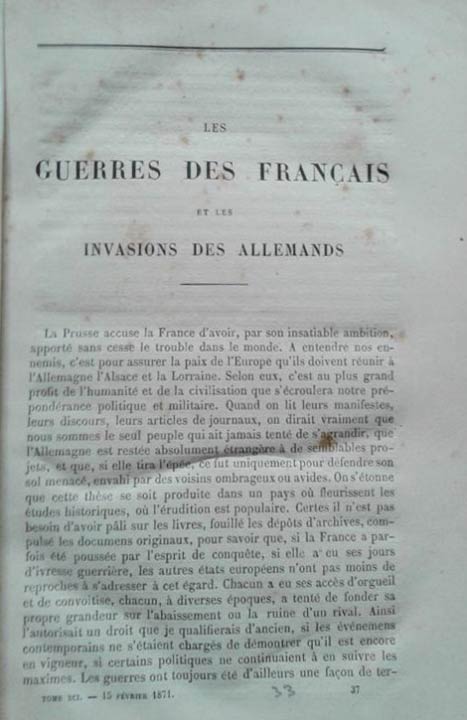 LES
GUERRES DES FRANÇAIS
ET LES
INVASIONS DES ALLEMANDS
La Prusse accuse la France d'avoir, par son insatiable ambition,
apporté sans cesse le trouble dans le monde. A entendre nos en-
nemis, c'est pour assurer la paix de l'Europe qu'ils doivent réunir à
l'Allemagne l'Alsace et la Lorraine. Selon eux, c'est au plus grand
profit de l'humanité et de la civilisation que s'écroulera notre pré-
pondérance politique et militaire. Quand on lit leurs manifestes,
leurs discours, leurs articles de journaux, on dirait vraiment que
nous sommes le seul peuple qui ait jamais tenté de s'agrandir, que
l'Allemagne est restée absolument étrangère à de semblables pro-
jets, et que, si elle tira l'épée, ce fut uniquement pour défendre son
sol menacé, envahi par des voisins ombrageux ou avides. On s'étonne
que cette thèse se soit produite dans un pays où fleurissent les
études historiques, où l'érudition est populaire. Certes il n'est pas
besoin d'avoir pâli sur les livres, fouillé les dépôts d'archives, com-
pulsé les documens originaux, pour savoir que, si la France a par-
fois été poussée par l'esprit de conquête, si elle a eu ses jours
d'ivresse guerrière, les autres états européens n'ont pas moins de
reproches à s'adresser à cet égard. Chacun a eu ses accès d'orgueil
et de convoitise, chacun, à diverses époques, a tenté de fonder sa
propre grandeur sur l'abaissement ou la ruine d'un rival. Ainsi
l'autorisait un droit que je qualifierais d'ancien, si les événemens
contemporains ne s'étaient chargés de démontrer qu'il est encore
en vigueur, si certains politiques ne continuaient à en suivre les
maximes. Les guerres ont toujours été d'ailleurs une façon de ter-
TOME XCI. — 15 FÉVRIER 1871. 33 37